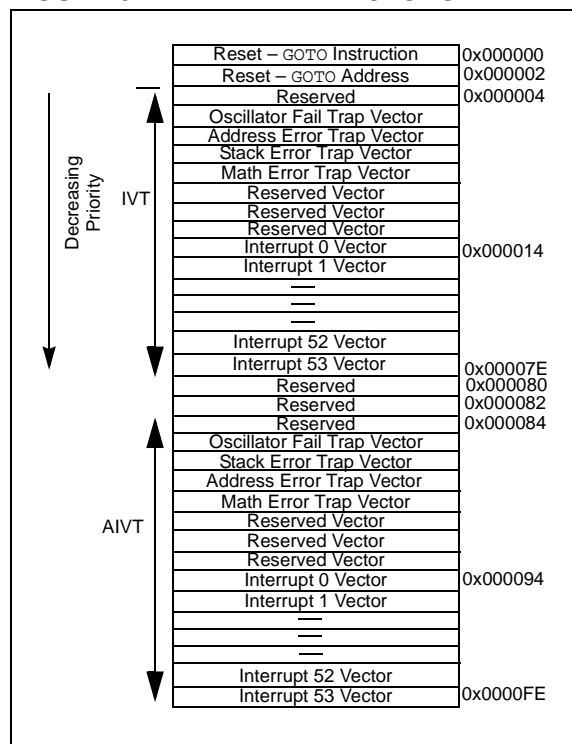 Reset – GOTO Instruction 0x000000
Reset – GOTO Address 0x000002
Reserved 0x000004
Oscillator Fail Trap Vector
Address Error Trap Vector
Stack Error Trap Vector
Math Error Trap Vector
Reserved Vector
Reserved Vector
Reserved Vector
Interrupt 0 Vector 0x000014
Interrupt 1 Vector
—
—
—
Interrupt 52 Vector
Interrupt 53 Vector 0x00007E
Reserved 0x000080
Reserved 0x000082
Reserved 0x000084
Oscillator Fail Trap Vector
Stack Error Trap Vector
Address Error Trap Vector
Math Error Trap Vector
Reserved Vector
Reserved Vector
Reserved Vector
Interrupt 0 Vector 0x000094
Interrupt 1 Vector
—
—
—
Interrupt 52 Vector
Interrupt 53 Vector 0x0000FE
Decreasing
Priority
IVT
AIVT